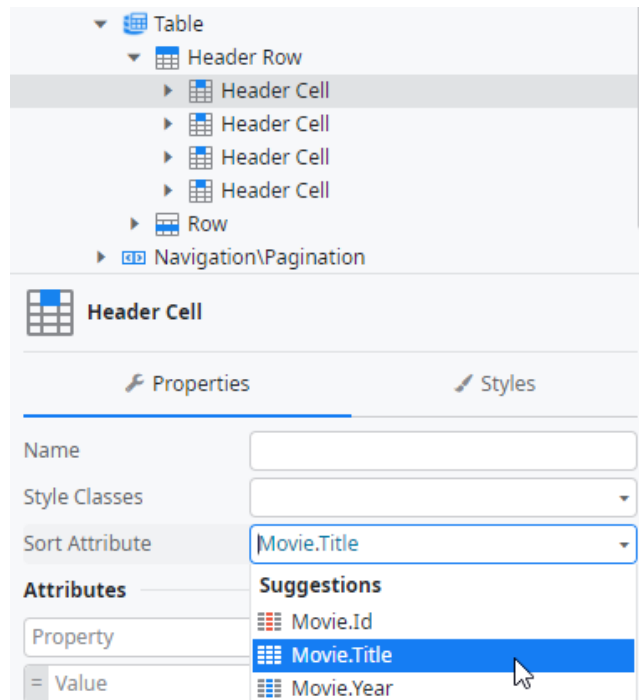 Table
Header Row
Header Cell
Header Cell
Header Cell
Header Cell
Row
Navigation\Pagination
Header Cell
Properties Styles
Name
Style Classes
Sort Attribute Movie.Title
Attributes Suggestions
Property Movie.Id
Movie.Title
= Value Movie.Year